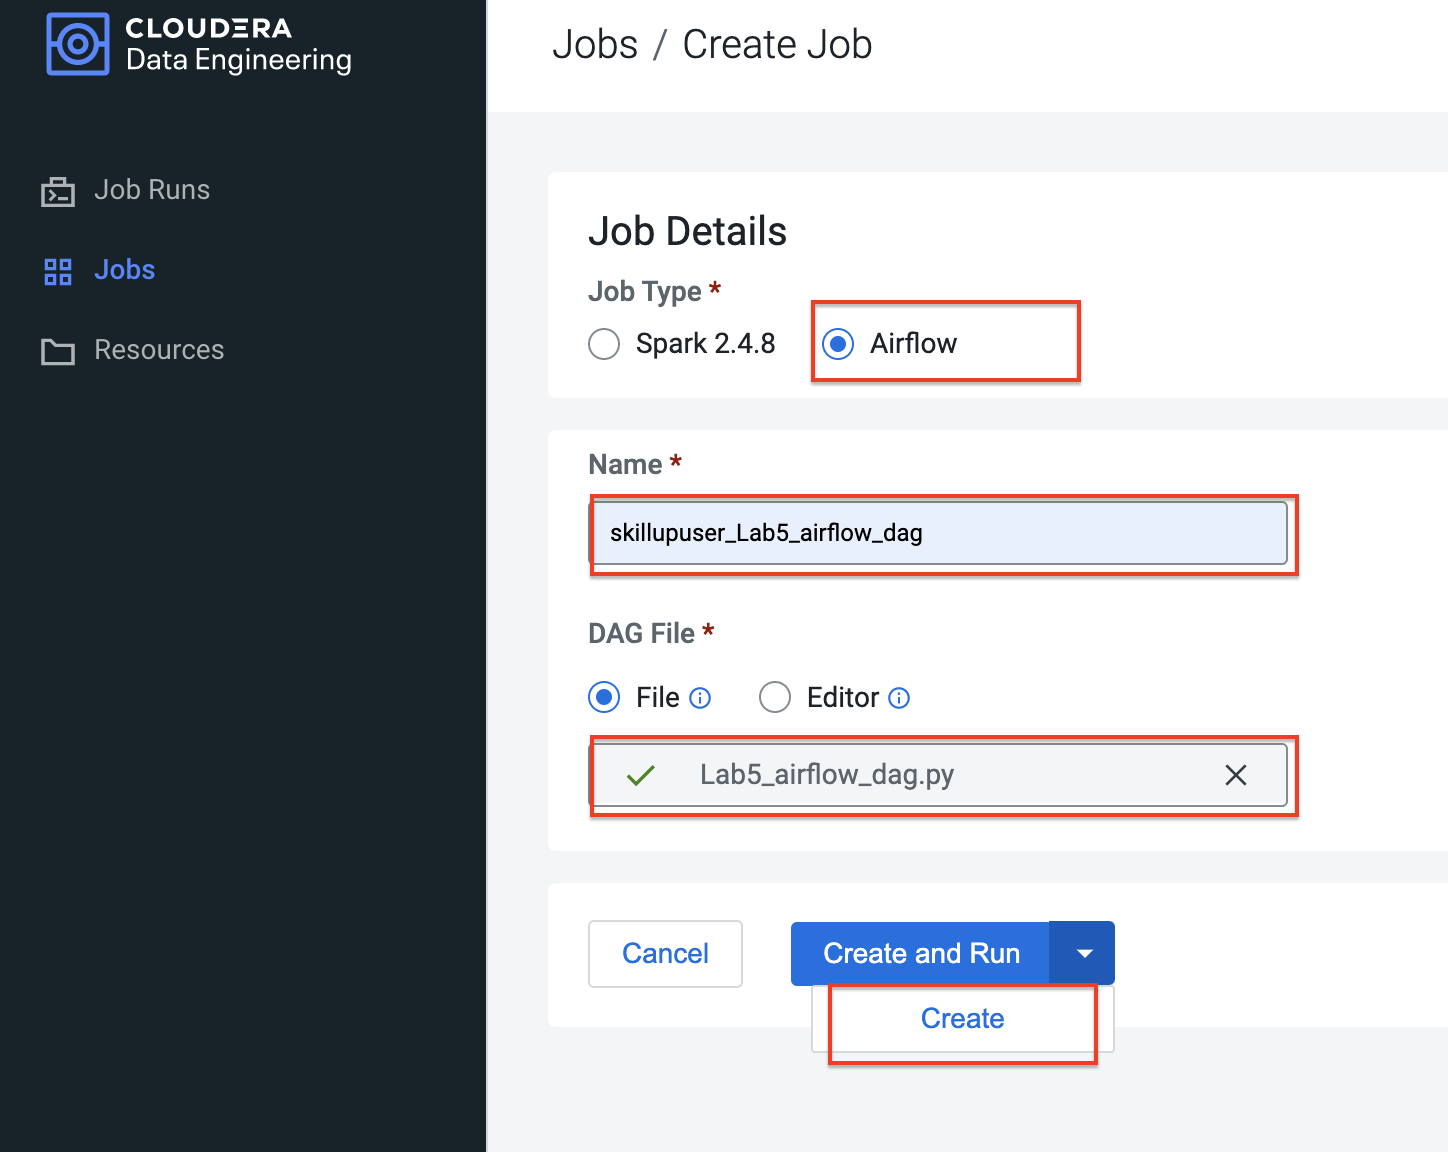 CLOUDERA
Data Engineering
Jobs / Create Job
Job Runs
Jobs
Resources
Job Details
Job Type *
Spark 2.4.8
Airflow
Name *
skillupuser_Lab5_airflow_dag
DAG File *
File
Editor
Lab5_airflow_dag.py
Cancel
Create and Run
Create